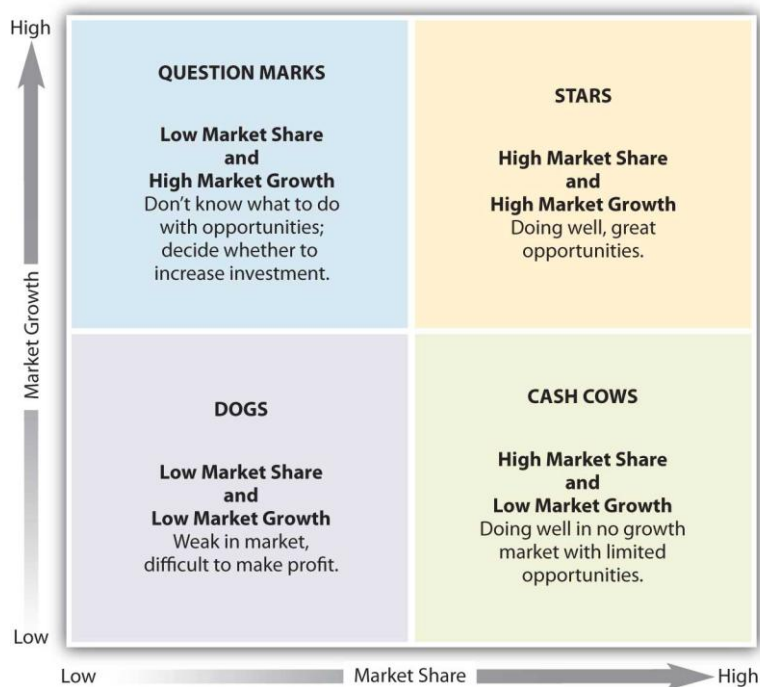 High
QUESTION MARKS
Low Market Share
and
High Market Growth
Don't know what to do
with opportunities;
decide whether to
increase investment.
STARS
High Market Share
and
High Market Growth
Doing well, great
opportunities.
Market Growth
DOGS
Low Market Share
and
Low Market Growth
Weak in market,
difficult to make profit.
CASH COWS
High Market Share
and
Low Market Growth
Doing well in no growth
market with limited
opportunities.
Low
Low
Market Share
High